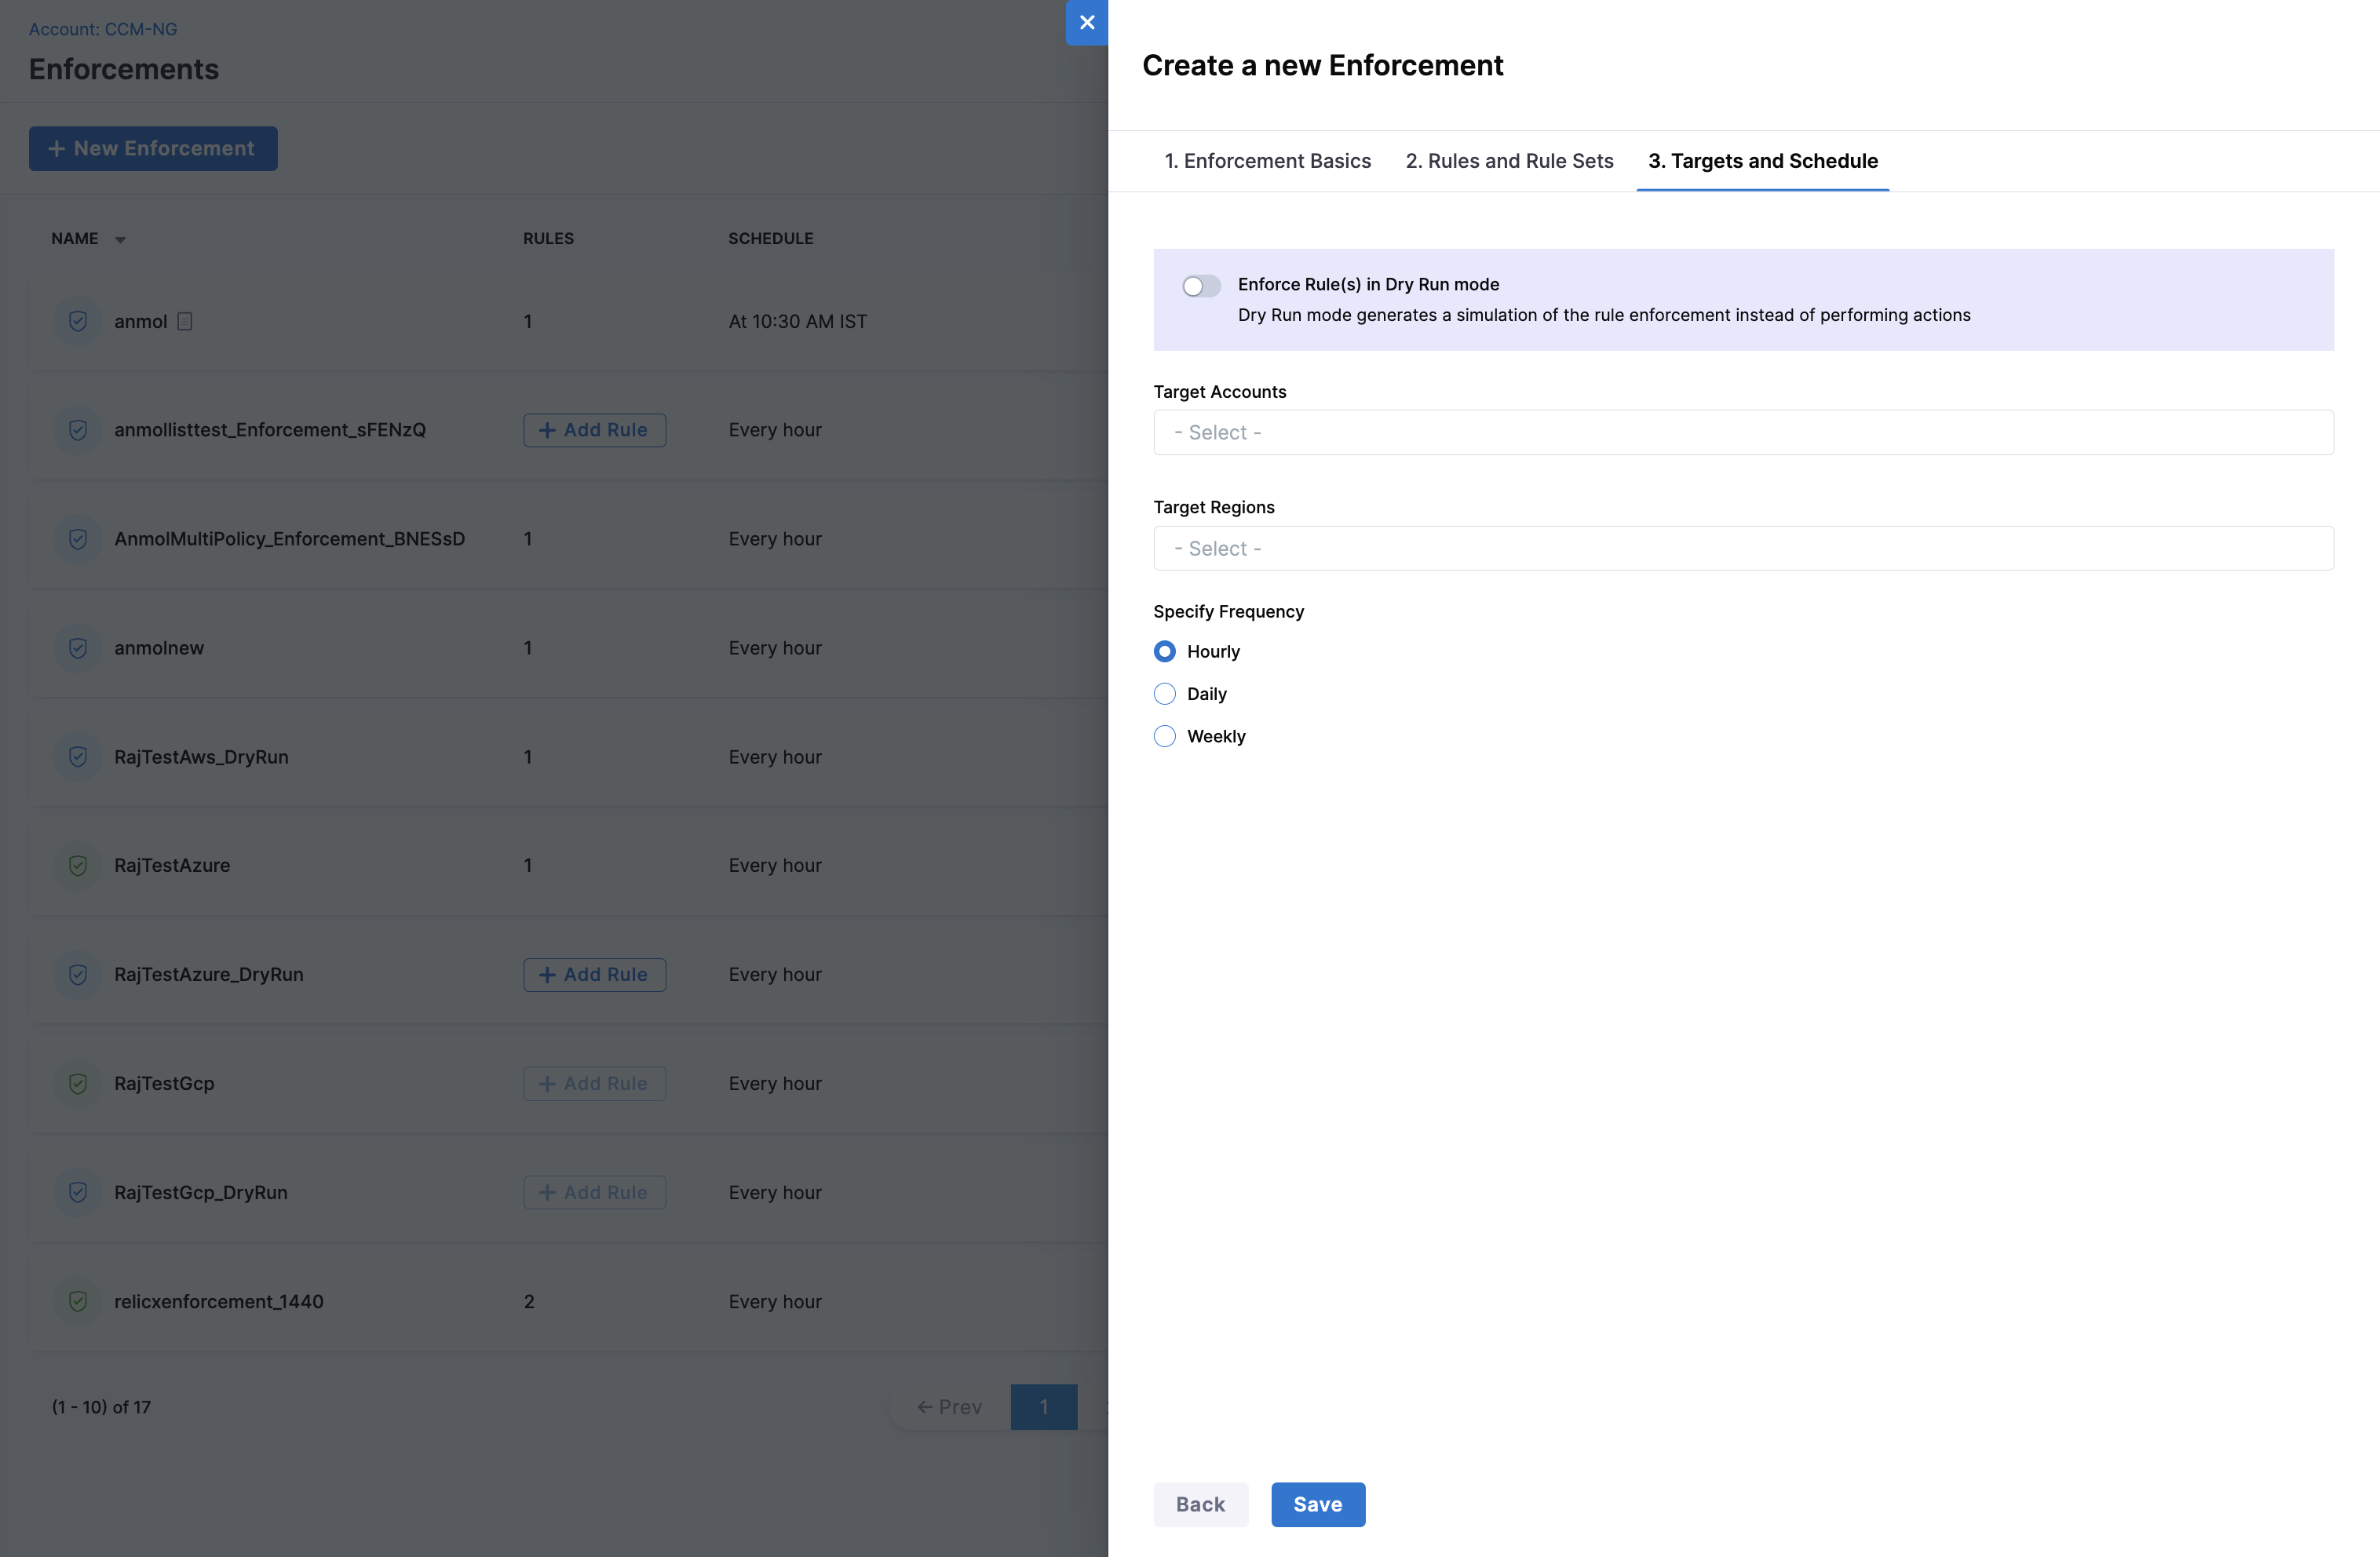 Account: CCM-NG
Enforcements
+ New Enforcement
NAME RULES SCHEDULE
anmol 1 At 10:30 AM IST
anmollisttest_Enforcement_sFENzQ + Add Rule Every hour
AnmolMultiPolicy_Enforcement_BNESsD 1 Every hour
anmolnew 1 Every hour
RajTestAws_DryRun 1 Every hour
RajTestAzure 1 Every hour
RajTestAzure_DryRun + Add Rule Every hour
RajTestGcp + Add Rule Every hour
RajTestGcp_DryRun + Add Rule Every hour
relicxenforcement_1440 2 Every hour
(1 - 10) of 17 ← Prev 1
Create a new Enforcement
1. Enforcement Basics 2. Rules and Rule Sets 3. Targets and Schedule
Enforce Rule(s) in Dry Run mode
Dry Run mode generates a simulation of the rule enforcement instead of performing actions
Target Accounts
- Select -
Target Regions
- Select -
Specify Frequency
Hourly
Daily
Weekly
Back Save